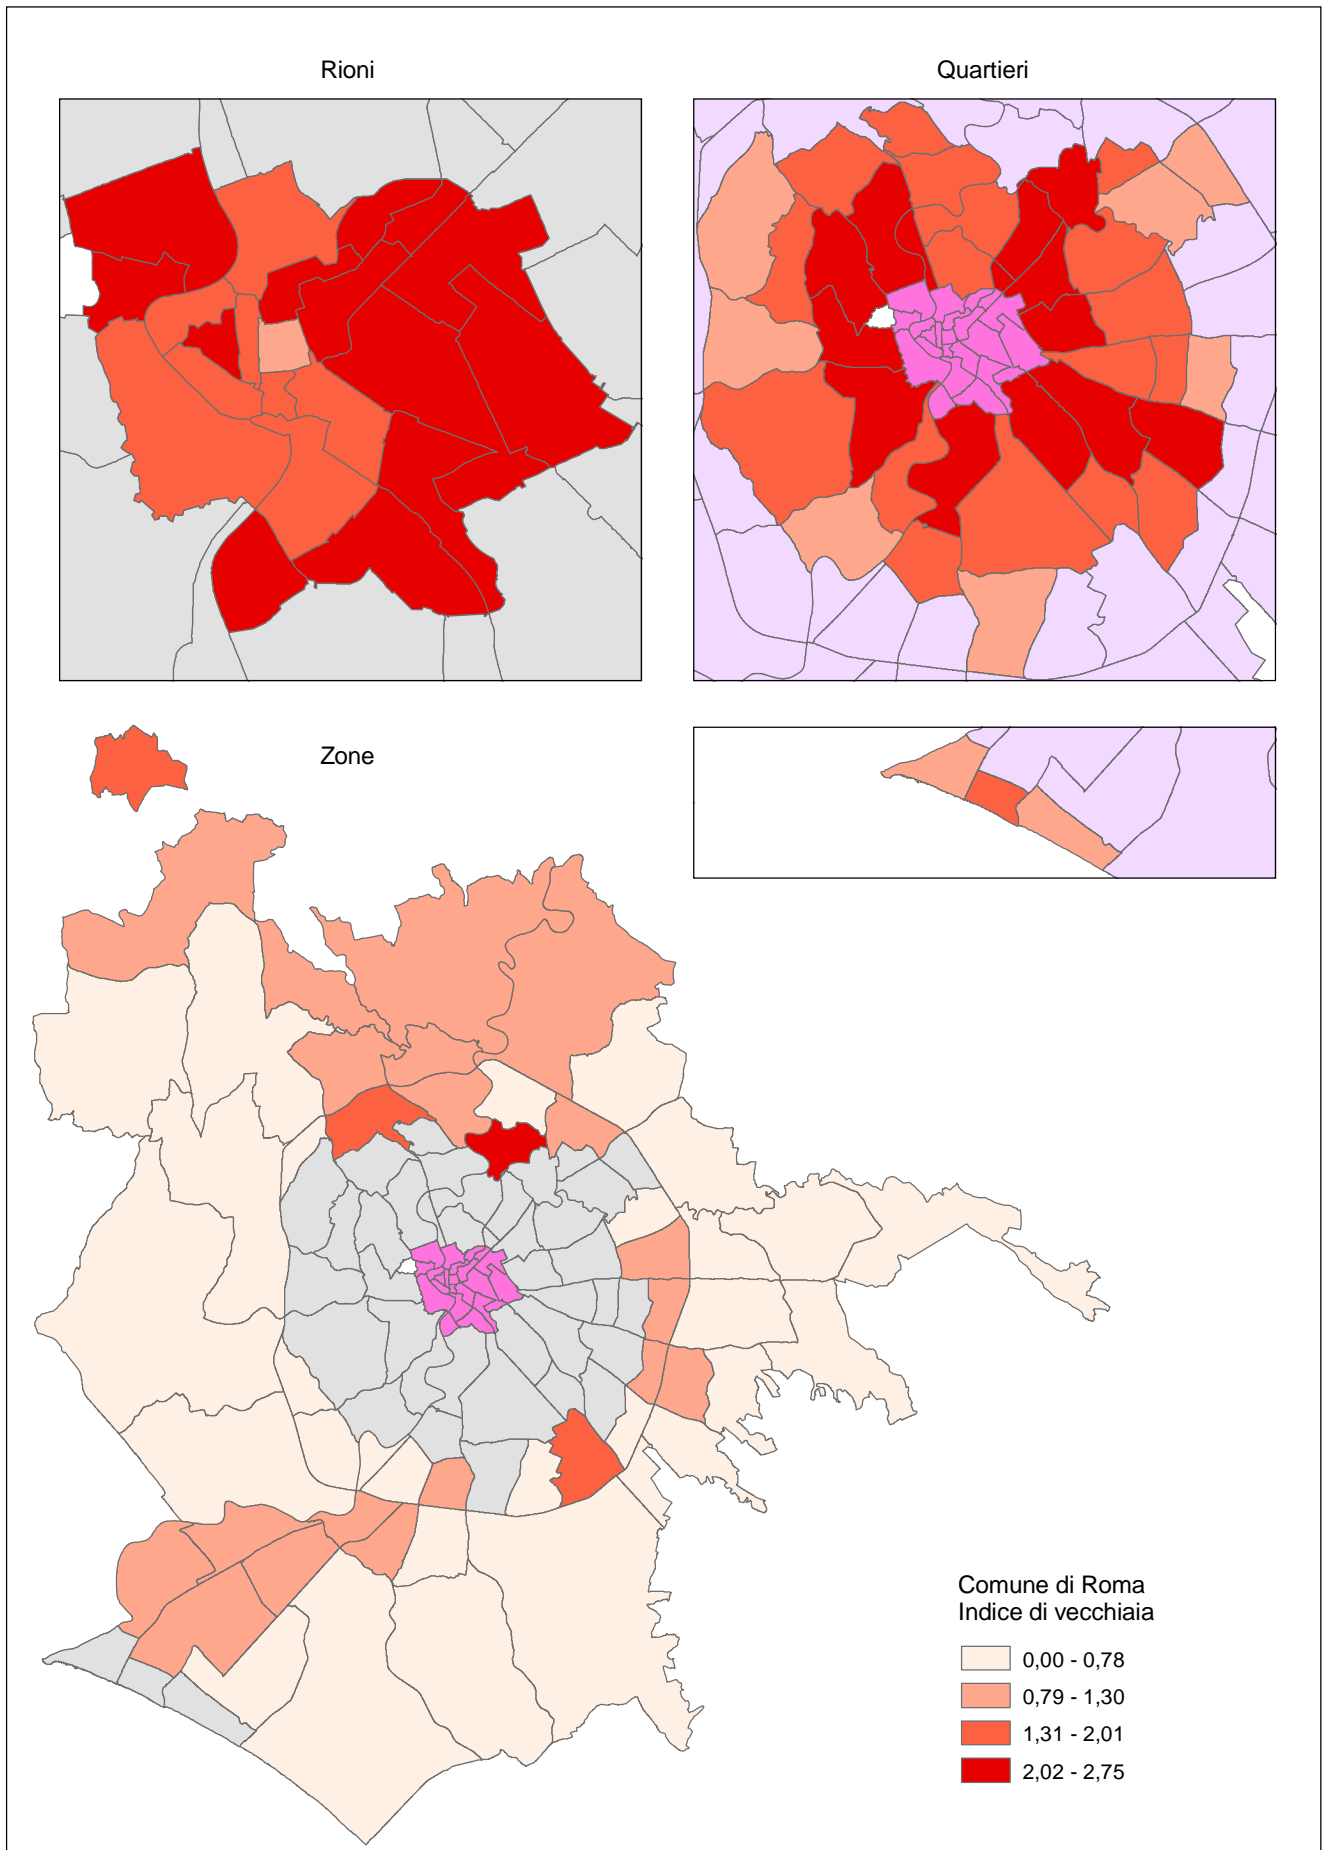 Rioni
Quartieri
Zone
Comune di Roma
Indice di vecchiaia
0,00 - 0,78
0,79 - 1,30
1,31 - 2,01
2,02 - 2,75